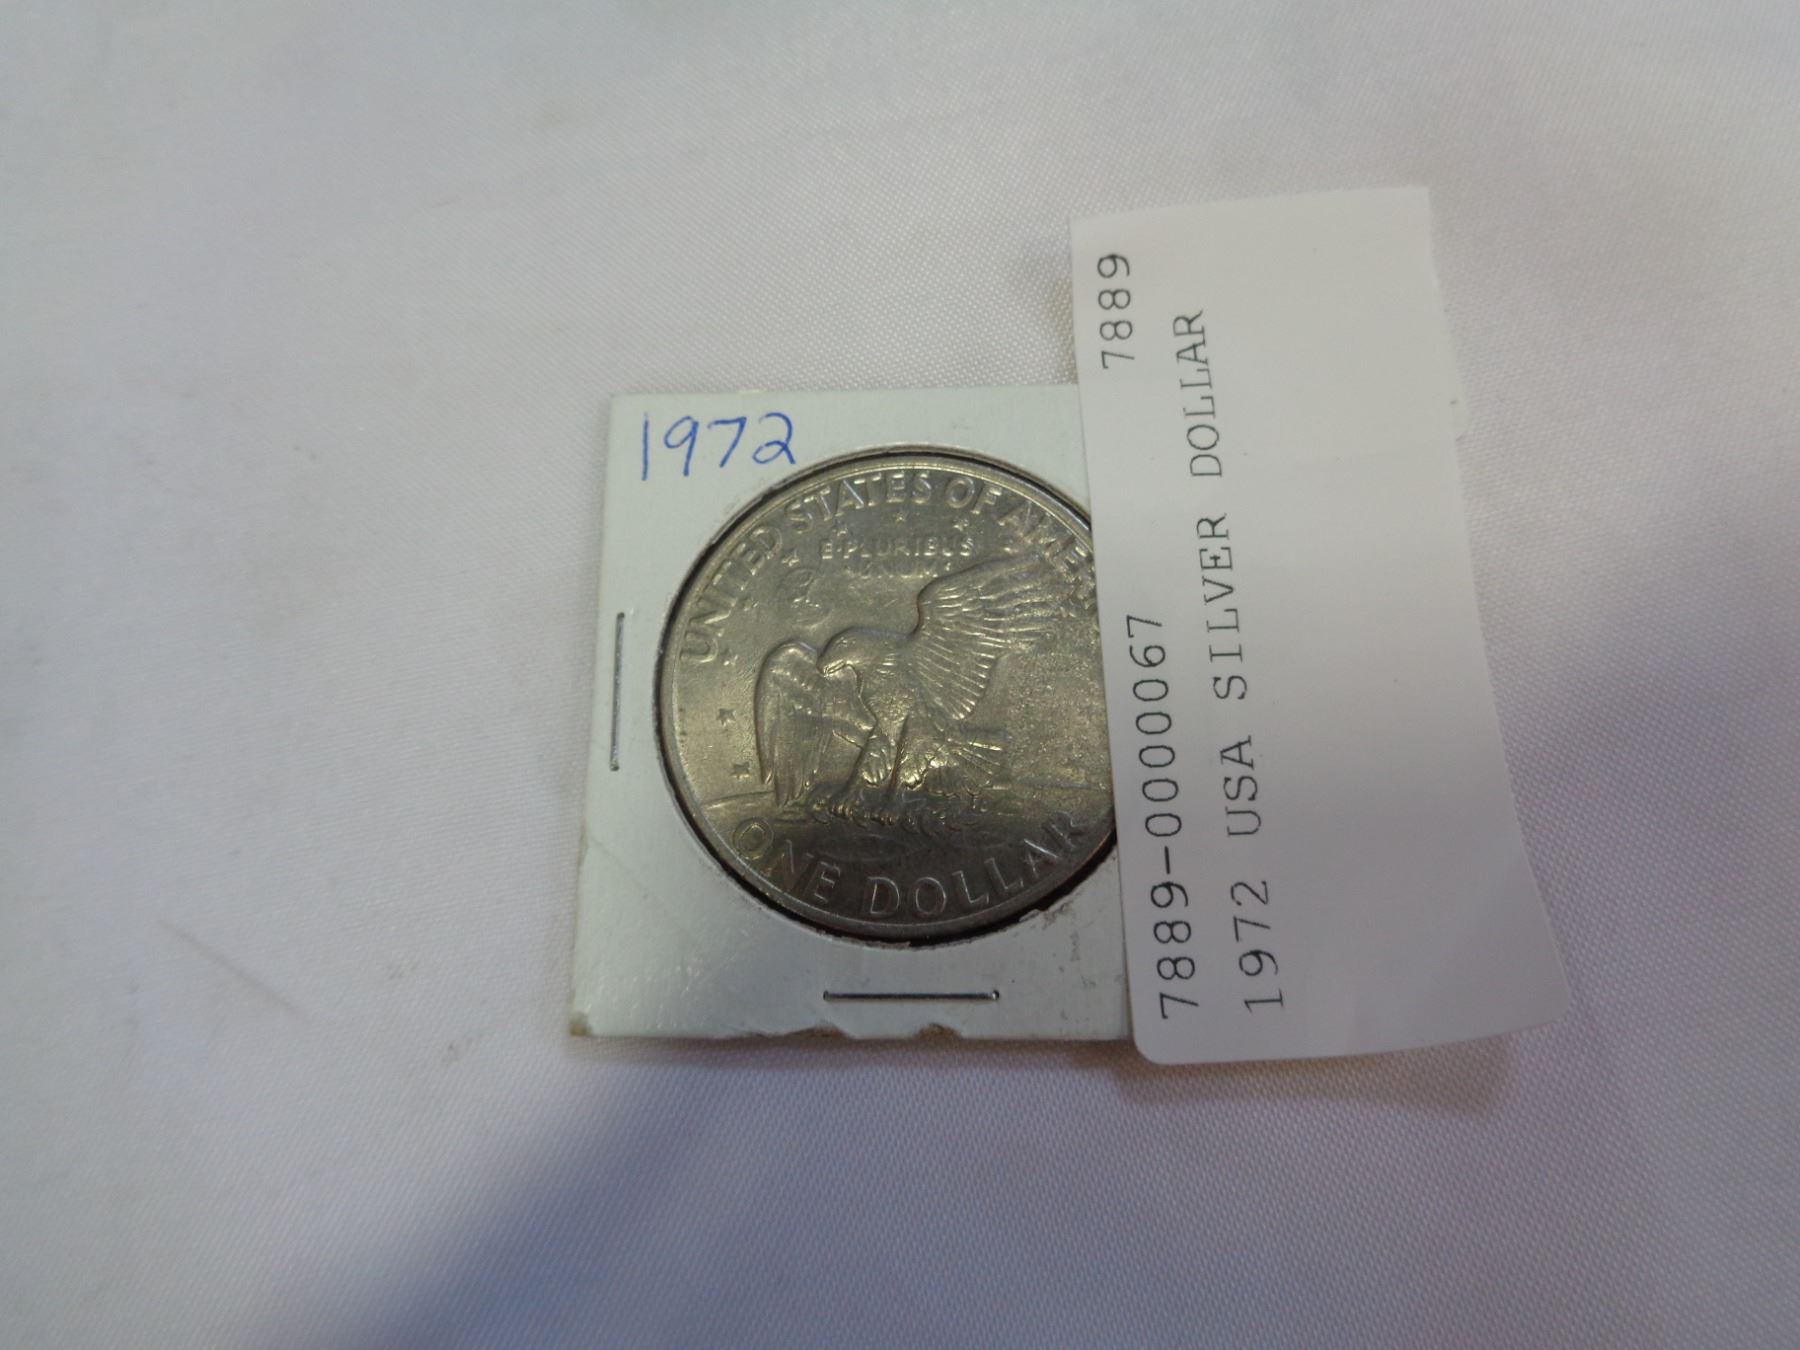 1972
UNITED STATES OF AMER
E PLURIBUS
UNUM
ONE DOLLAR
7889
7889-0000067
1972 USA SILVER DOLLAR